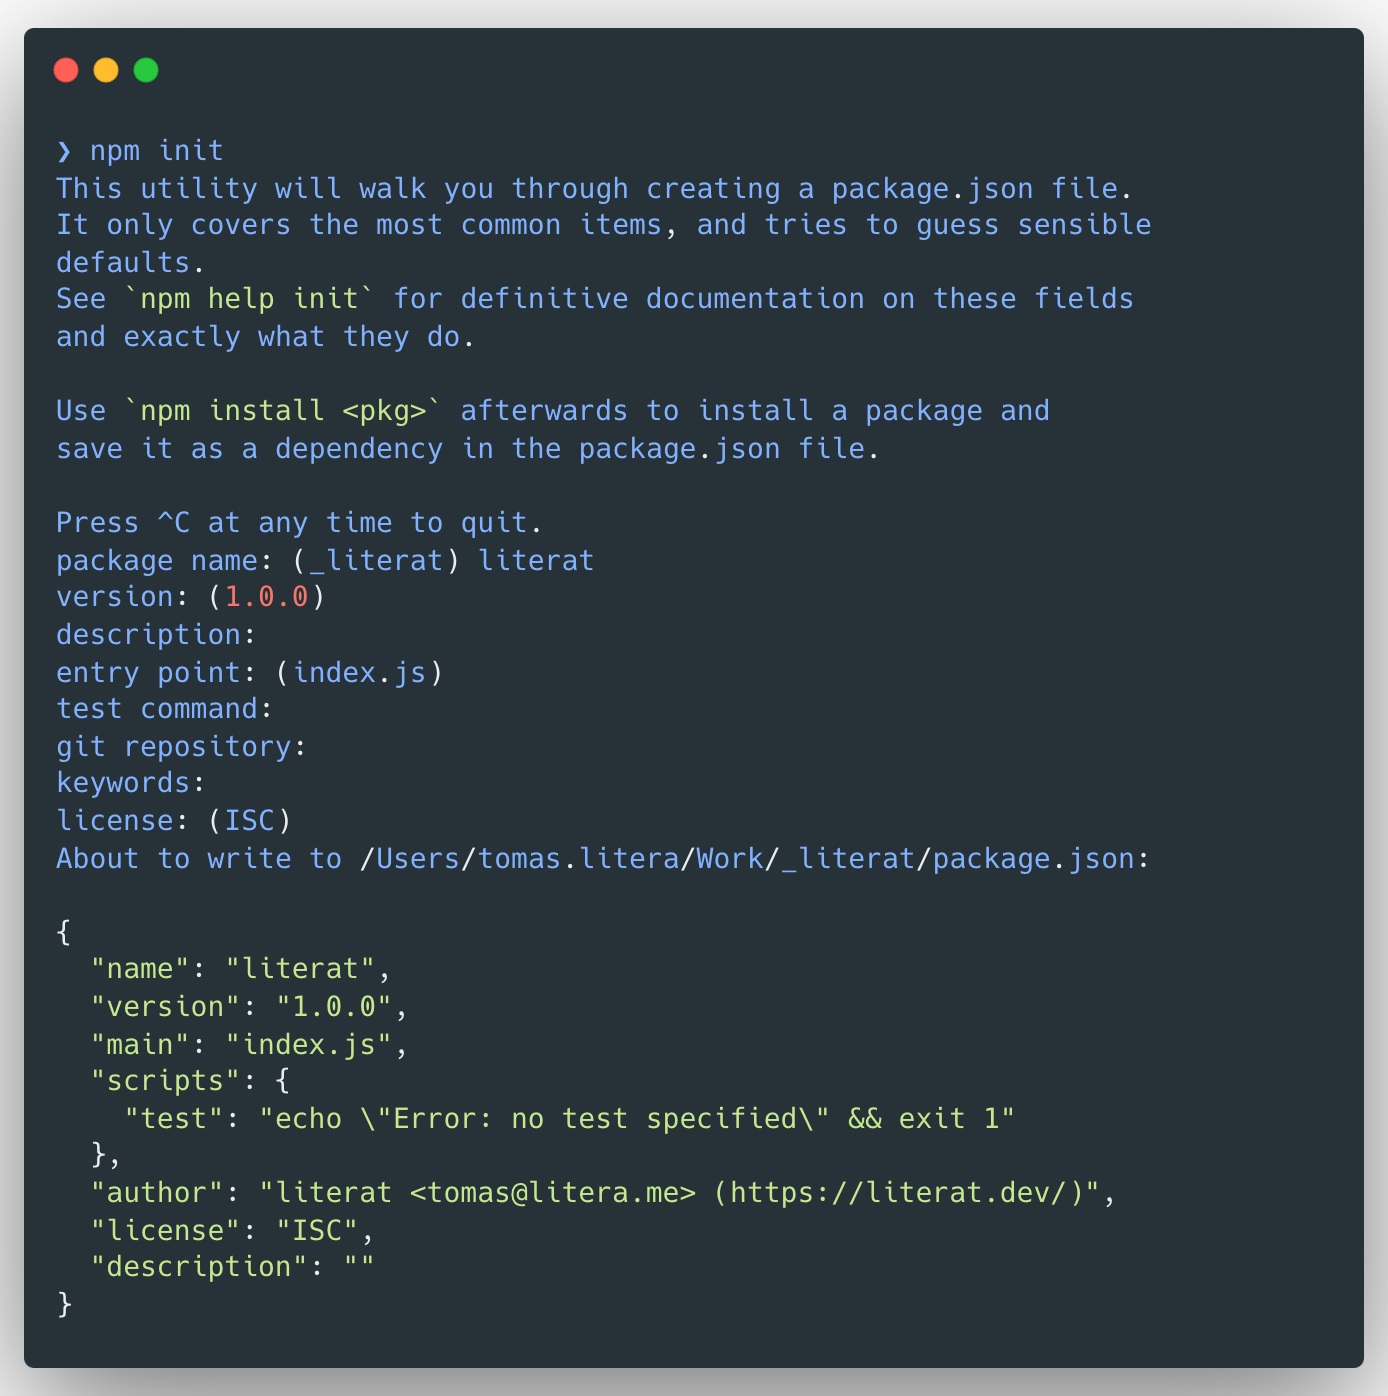 ❯ npm init
This utility will walk you through creating a package.json file.
It only covers the most common items, and tries to guess sensible
defaults.
See `npm help init` for definitive documentation on these fields
and exactly what they do.

Use `npm install <pkg>` afterwards to install a package and
save it as a dependency in the package.json file.

Press ^C at any time to quit.
package name: (_literat) literat
version: (1.0.0)
description:
entry point: (index.js)
test command:
git repository:
keywords:
license: (ISC)
About to write to /Users/tomas.litera/Work/_literat/package.json:

{
  "name": "literat",
  "version": "1.0.0",
  "main": "index.js",
  "scripts": {
    "test": "echo \"Error: no test specified\" && exit 1"
  },
  "author": "literat <tomas@litera.me> (https://literat.dev/)",
  "license": "ISC",
  "description": ""
}